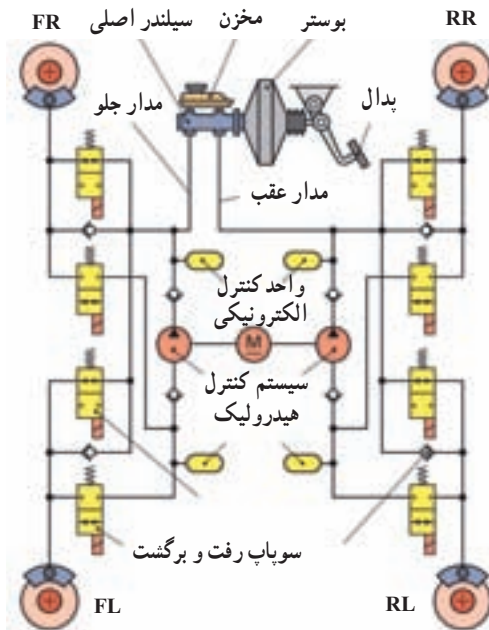 FR
سیلندر اصلی
مخزن
بوستر
RR
پدال
مدار جلو
مدار عقب
واحد کنترل
الکترونیکی
M
سیستم کنترل
هیدرولیک
سوپاپ رفت و برگشت
FL
RL